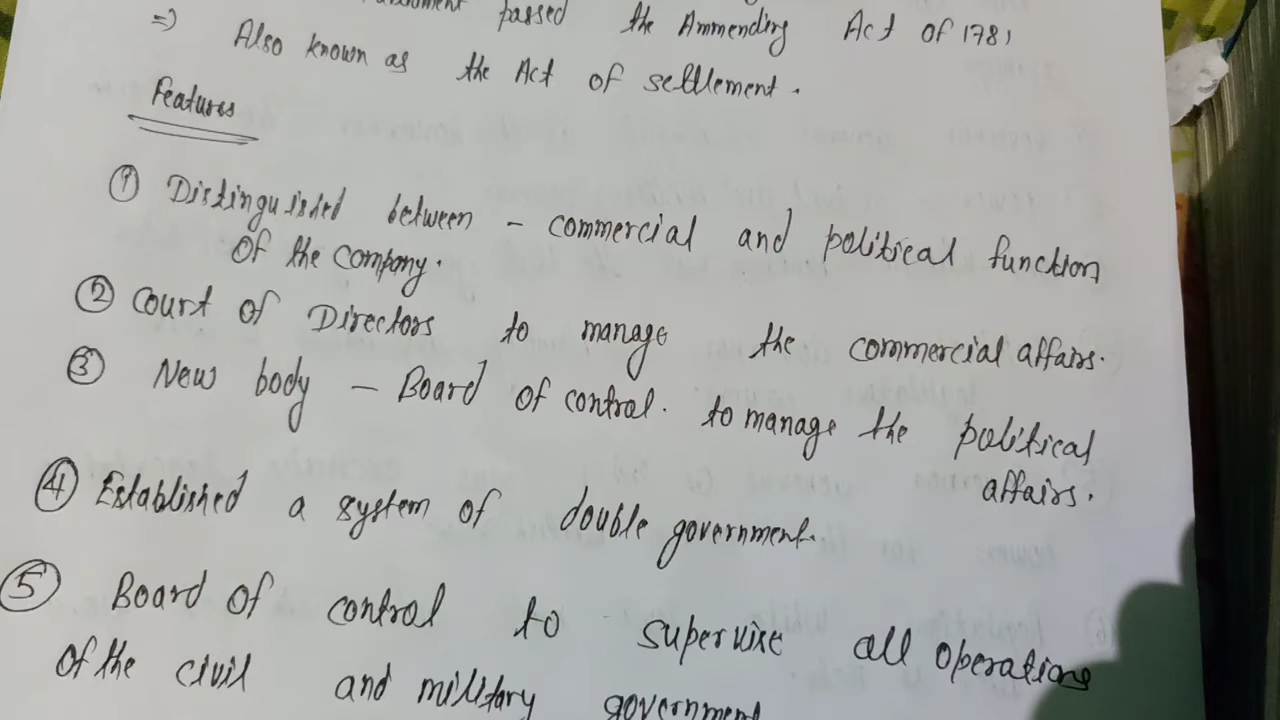 passed the Ammending Act of 1781
⇒ Also known as the Act of settlement.
Features
① Distinguished between - commercial and political function
of the company.
② Court of Directors to manage the commercial affairs.
③ New body - Board of control. to manage the political
affairs.
④ Established a system of double government.
⑤ Board of control to supervise all operations
of the civil and military government